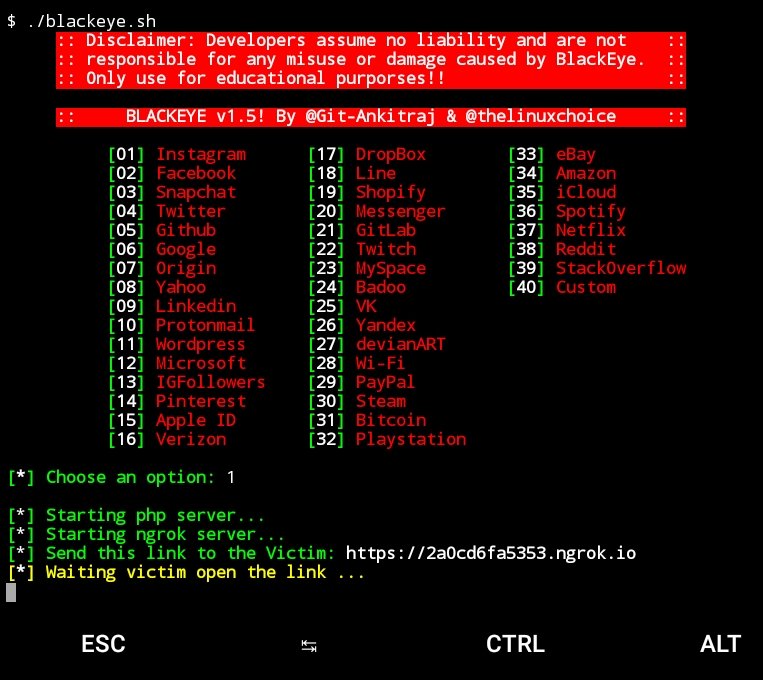 $ ./blackeye.sh
:: Disclaimer: Developers assume no liability and are not ::
:: responsible for any misuse or damage caused by BlackEye. ::
:: Only use for educational purporses!! ::
:: BLACKEYE v1.5! By @Git-Ankitraj & @thelinuxchoice ::
[01] Instagram [17] DropBox [33] eBay
[02] Facebook [18] Line [34] Amazon
[03] Snapchat [19] Shopify [35] iCloud
[04] Twitter [20] Messenger [36] Spotify
[05] Github [21] GitLab [37] Netflix
[06] Google [22] Twitch [38] Reddit
[07] Origin [23] MySpace [39] StackOverflow
[08] Yahoo [24] Badoo [40] Custom
[09] Linkedin [25] VK
[10] Protonmail [26] Yandex
[11] Wordpress [27] devianART
[12] Microsoft [28] Wi-Fi
[13] IGFollowers [29] PayPal
[14] Pinterest [30] Steam
[15] Apple ID [31] Bitcoin
[16] Verizon [32] Playstation
[*] Choose an option: 1
[*] Starting php server...
[*] Starting ngrok server...
[*] Send this link to the Victim: https://2a0cd6fa5353.ngrok.io
[*] Waiting victim open the link ...
ESC ↹ CTRL ALT